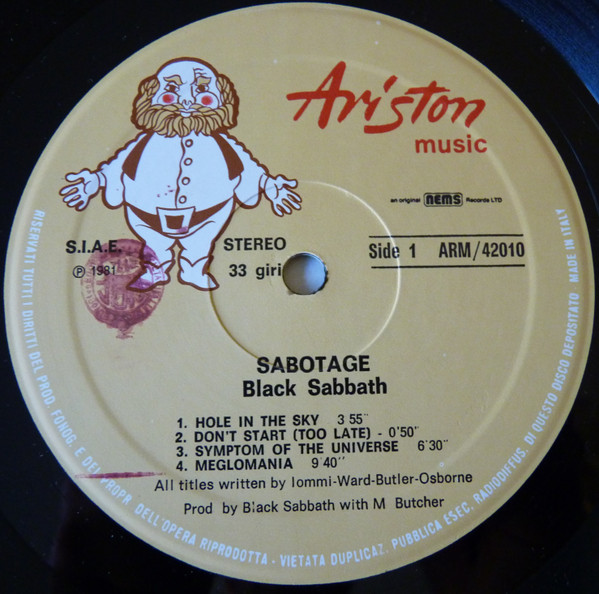 Ariston
music
an original nems Records LTD
S.I.A.E.
STEREO
Side 1 ARM/42010
℗ 1981
33 giri
SABOTAGE
Black Sabbath
1. HOLE IN THE SKY 3 55"
2. DON'T START (TOO LATE) - 0'50"
3. SYMPTOM OF THE UNIVERSE 6'30"
4. MEGLOMANIA 9 40"
All titles written by Iommi-Ward-Butler-Osborne
Prod by Black Sabbath with M Butcher
RISERVATI TUTTI I DIRITTI DEL PROD. FONOG. E DEL PROPR. DELL'OPERA RIPRODOTTA - VIETATA DUPLICAZ. PUBBLICA ESEC. RADIODIFFUS. DI QUESTO DISCO DEPOSITATO MADE IN ITALY